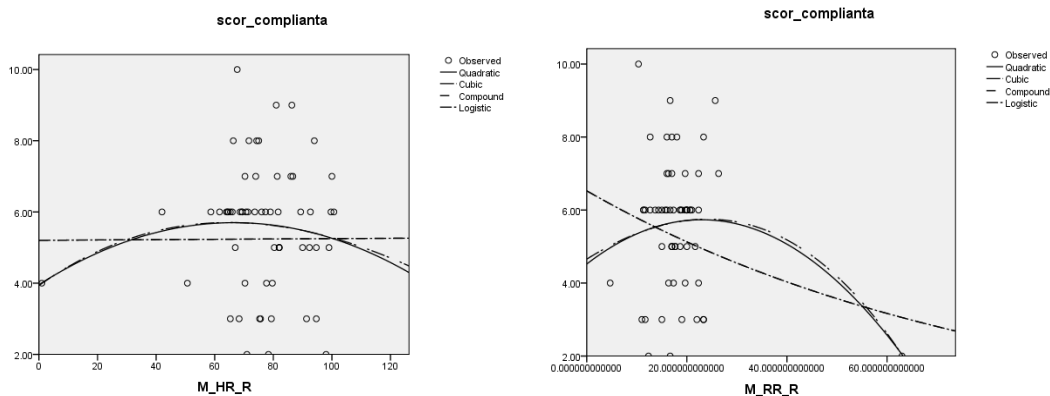 scor_complianta
10.00
8.00
6.00
4.00
2.00
0
20
40
60
80
100
120
M_HR_R
Observed
Quadratic
Cubic
Compound
Logistic
scor_complianta
10.00
8.00
6.00
4.00
2.00
0.000000000000
20.000000000000
40.000000000000
60.000000000000
M_RR_R
Observed
Quadratic
Cubic
Compound
Logistic